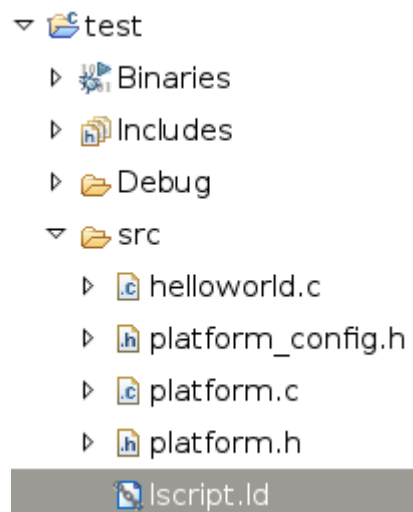 test
Binaries
Includes
Debug
src
helloworld.c
platform_config.h
platform.c
platform.h
lscript.ld